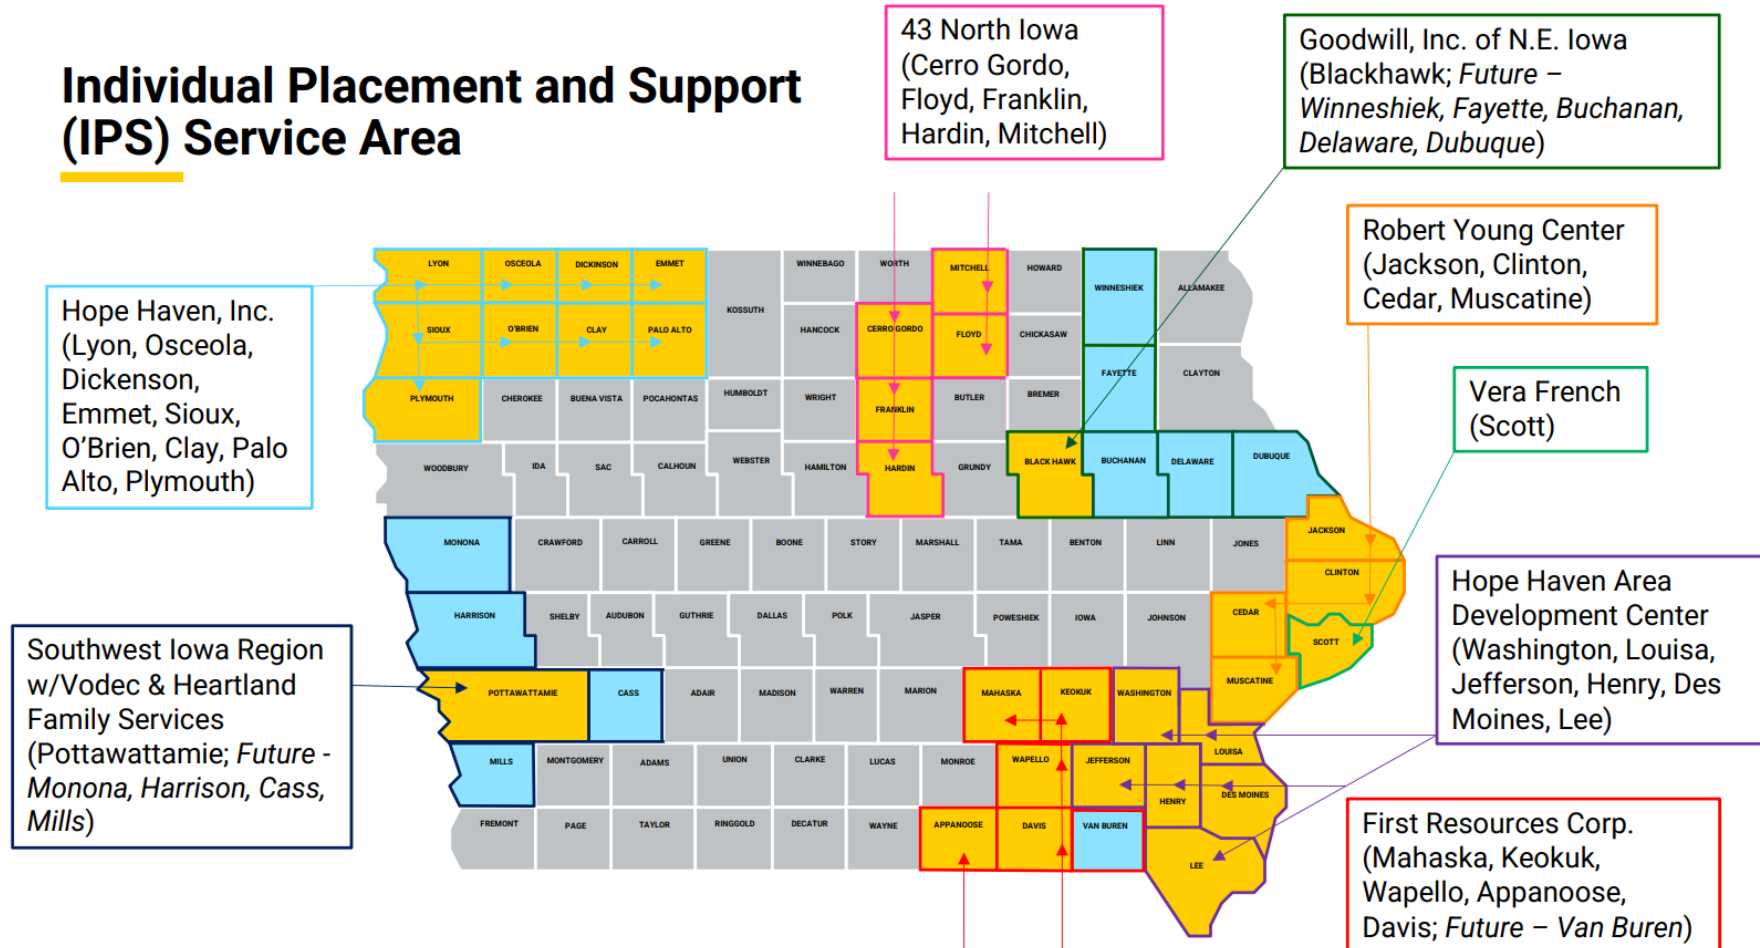 Individual Placement and Support
(IPS) Service Area
43 North Iowa
(Cerro Gordo,
Floyd, Franklin,
Hardin, Mitchell)
Goodwill, Inc. of N.E. Iowa
(Blackhawk; Future –
Winneshiek, Fayette, Buchanan,
Delaware, Dubuque)
Robert Young Center
(Jackson, Clinton,
Cedar, Muscatine)
Vera French
(Scott)
Hope Haven, Inc.
(Lyon, Osceola,
Dickenson,
Emmet, Sioux,
O’Brien, Clay, Palo
Alto, Plymouth)
Southwest Iowa Region
w/Vodec & Heartland
Family Services
(Pottawattamie; Future -
Monona, Harrison, Cass,
Mills)
Hope Haven Area
Development Center
(Washington, Louisa,
Jefferson, Henry, Des
Moines, Lee)
First Resources Corp.
(Mahaska, Keokuk,
Wapello, Appanoose,
Davis; Future – Van Buren)
LYON OSCEOLA DICKINSON EMMET WINNEBAGO WORTH MITCHELL HOWARD WINNESHIEK ALLAMAKEE
KOSSUTH
SIOUX O'BRIEN CLAY PALO ALTO HANCOCK CERRO GORDO FLOYD CHICKASAW
FAYETTE CLAYTON
PLYMOUTH CHEROKEE BUENA VISTA POCAHONTAS HUMBOLDT WRIGHT FRANKLIN BUTLER BREMER
WOODBURY IDA SAC CALHOUN WEBSTER HAMILTON HARDIN GRUNDY BLACK HAWK BUCHANAN DELAWARE DUBUQUE
MONONA CRAWFORD CARROLL GREENE BOONE STORY MARSHALL TAMA BENTON LINN JONES JACKSON
CLINTON
HARRISON SHELBY AUDUBON GUTHRIE DALLAS POLK JASPER POWESHIEK IOWA JOHNSON CEDAR
SCOTT
POTTAWATTAMIE CASS ADAIR MADISON WARREN MARION MAHASKA KEOKUK WASHINGTON MUSCATINE
LOUISA
MILLS MONTGOMERY ADAMS UNION CLARKE LUCAS MONROE WAPELLO JEFFERSON HENRY DES MOINES
FREMONT PAGE TAYLOR RINGGOLD DECATUR WAYNE APPANOOSE DAVIS VAN BUREN LEE